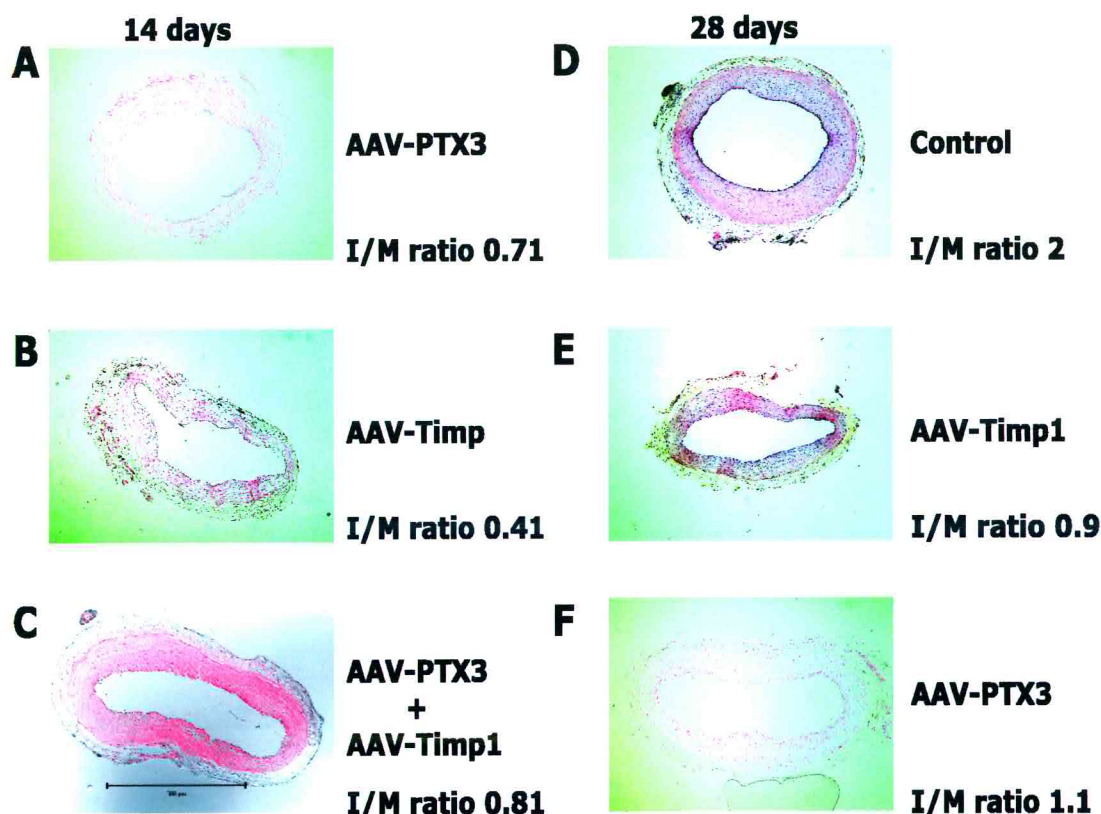 14 days
A
AAV-PTX3
I/M ratio 0.71
B
AAV-Timp
I/M ratio 0.41
C
AAV-PTX3
+
AAV-Timp1
I/M ratio 0.81
28 days
D
Control
I/M ratio 2
E
AAV-Timp1
I/M ratio 0.9
F
AAV-PTX3
I/M ratio 1.1